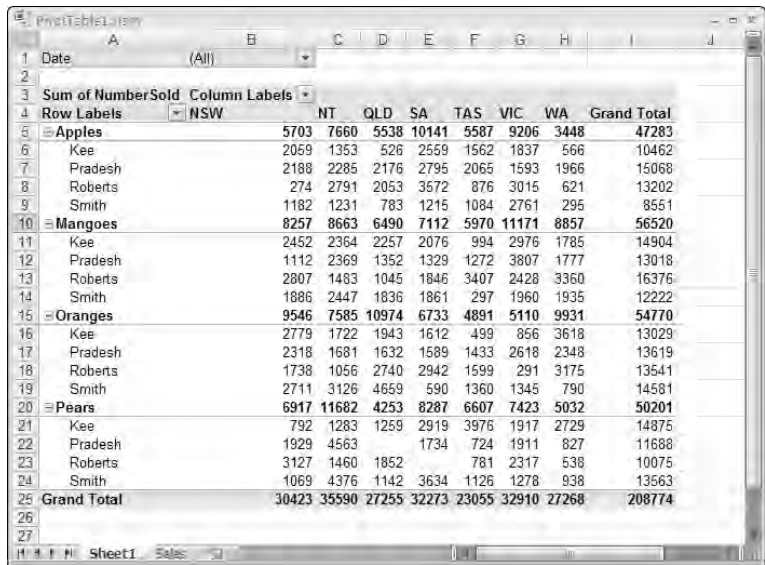 PivotTable1.xlsm
A B C D E F G H I J
1 Date (All)
2
3 Sum of NumberSold Column Labels
4 Row Labels NSW NT QLD SA TAS VIC WA Grand Total
5 Apples 5703 7660 5538 10141 5587 9206 3448 47283
6 Kee 2059 1353 526 2559 1562 1837 566 10462
7 Pradesh 2188 2285 2176 2795 2065 1593 1966 15068
8 Roberts 274 2791 2053 3572 876 3015 621 13202
9 Smith 1182 1231 783 1215 1084 2761 295 8551
10 Mangoes 8257 8663 6490 7112 5970 11171 8857 56520
11 Kee 2452 2364 2257 2076 994 2976 1785 14904
12 Pradesh 1112 2369 1352 1329 1272 3807 1777 13018
13 Roberts 2807 1483 1045 1846 3407 2428 3360 16376
14 Smith 1886 2447 1836 1861 297 1960 1935 12222
15 Oranges 9546 7585 10974 6733 4891 5110 9931 54770
16 Kee 2779 1722 1943 1612 499 856 3618 13029
17 Pradesh 2318 1681 1632 1589 1433 2618 2348 13619
18 Roberts 1738 1056 2740 2942 1599 291 3175 13541
19 Smith 2711 3126 4659 590 1360 1345 790 14581
20 Pears 6917 11682 4253 8287 6607 7423 5032 50201
21 Kee 792 1283 1259 2919 3976 1917 2729 14875
22 Pradesh 1929 4563 1734 724 1911 827 11688
23 Roberts 3127 1460 1852 781 2317 538 10075
24 Smith 1069 4376 1142 3634 1126 1278 938 13563
25 Grand Total 30423 35590 27255 32273 23055 32910 27268 208774
26
27
Sheet1 Sales